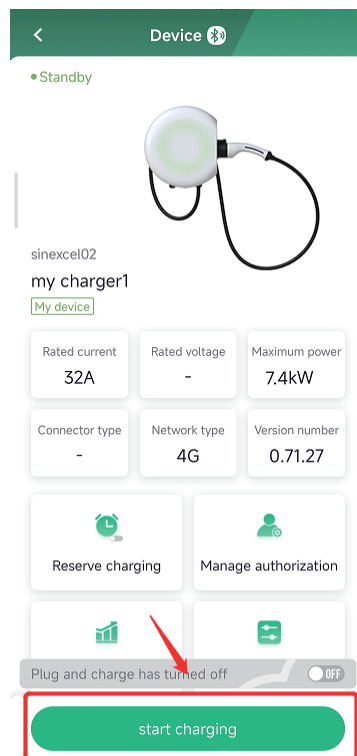 Device
Standby
sinexcel02
my charger1
My device
Rated current
Rated voltage
Maximum power
32A
-
7.4kW
Connector type
Network type
Version number
-
4G
0.71.27
Reserve charging
Manage authorization
Plug and charge has turned off
OFF
start charging